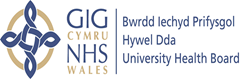 GIG
CYMRU
NHS
WALES
Bwrdd Iechyd Prifysgol
Hywel Dda
University Health Board